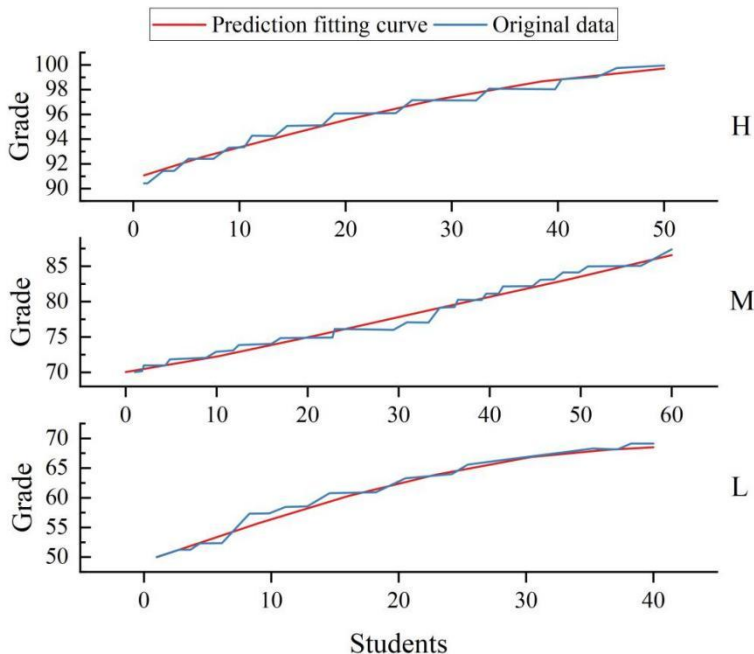 Prediction fitting curve Original data
100
98
96
94
92
90
Grade
H
0 10 20 30 40 50
85
80
75
70
Grade
M
0 10 20 30 40 50 60
70
65
60
55
50
Grade
L
0 10 20 30 40
Students